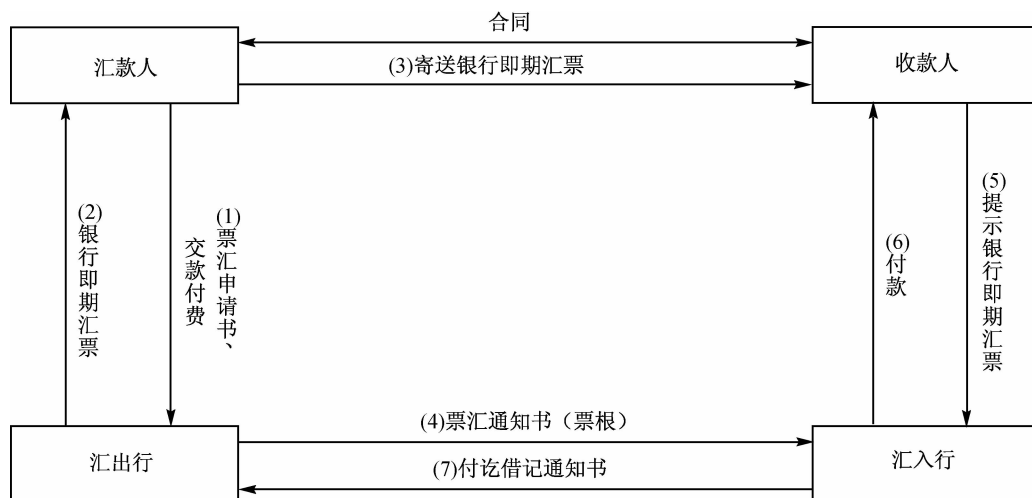 合同
汇款人
(3)寄送银行即期汇票
收款人
(2)银行即期汇票
(1)票汇申请书、
交款付费
(6)付款
(5)提示银行即期汇票
汇出行
(4)票汇通知书（票根）
(7)付讫借记通知书
汇入行